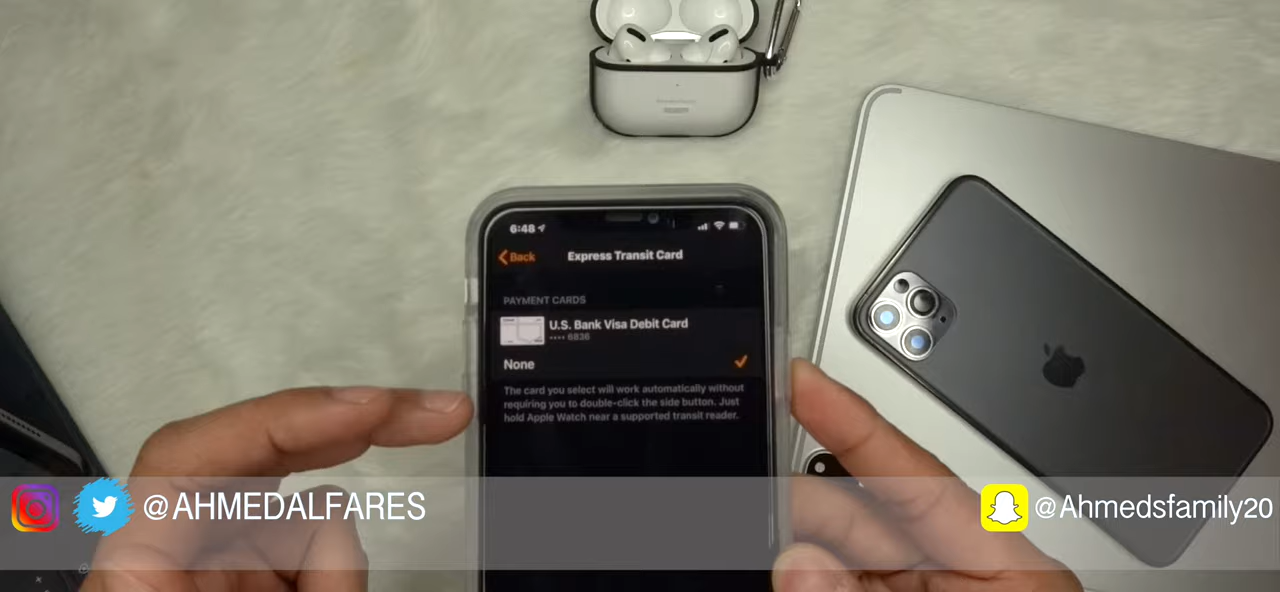 6:48
Back
Express Transit Card
PAYMENT CARDS
U.S. Bank Visa Debit Card
•••• 6836
None
The card you select will work automatically without
requiring you to double-click the side button. Just
hold Apple Watch near a supported transit reader.
@AHMEDALFARES
@Ahmedsfamily20